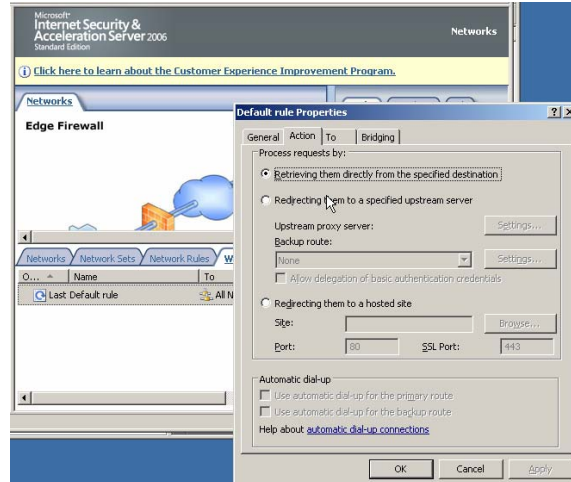 Microsoft
Internet Security &
Acceleration Server 2006
Standard Edition
Networks
Click here to learn about the Customer Experience Improvement Program.
Networks
Edge Firewall
Networks
Network Sets
Network Rules
O...
Name
To
Last Default rule
All N
Default rule Properties
General
Action
To
Bridging
Process requests by:
Retrieving them directly from the specified destination
Redirecting them to a specified upstream server
Upstream proxy server:
Settings...
Backup route:
None
Settings...
Allow delegation of basic authentication credentials
Redirecting them to a hosted site
Site:
Browse...
Port:
80
SSL Port:
443
Automatic dial-up
Use automatic dial-up for the primary route
Use automatic dial-up for the backup route
Help about automatic dial-up connections
OK
Cancel
Apply